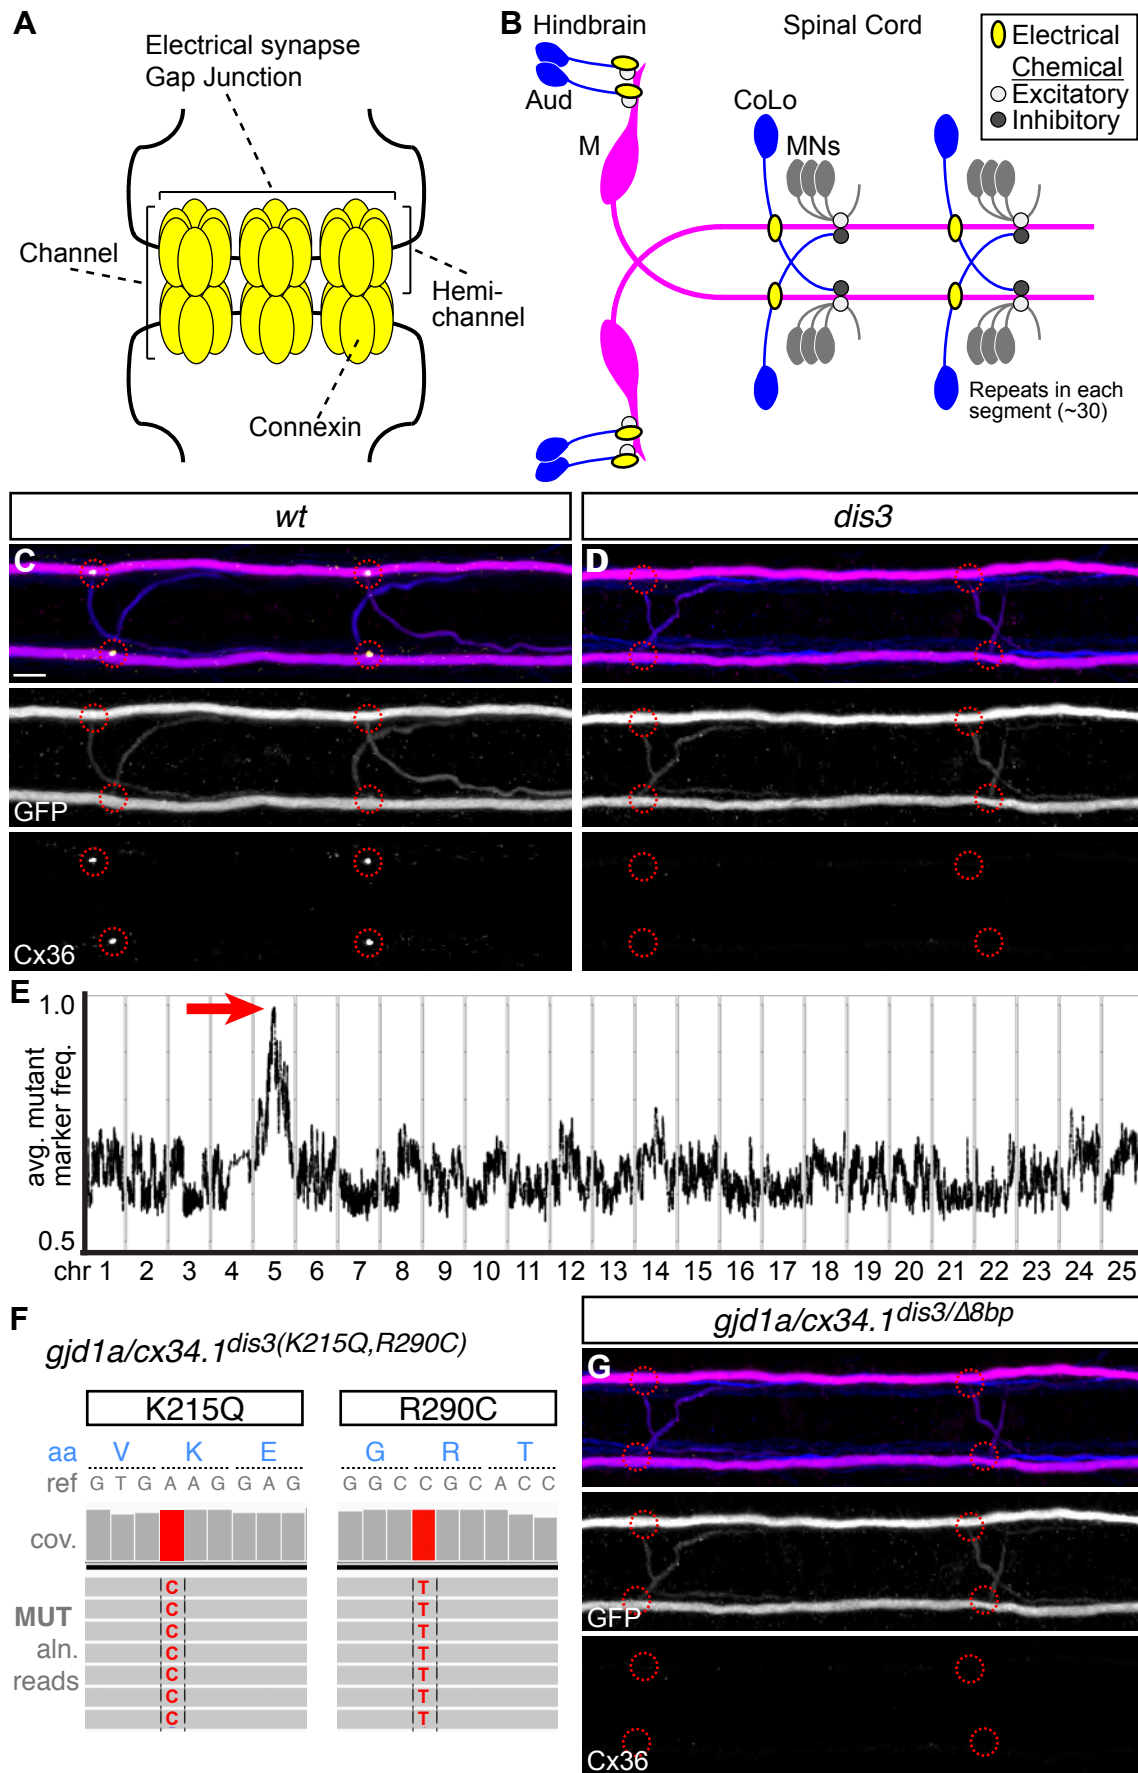 A
Electrical synapse
Gap Junction
Channel
Hemi-
channel
Connexin
B
Hindbrain
Spinal Cord
Electrical
Chemical
Excitatory
Inhibitory
Aud
M
CoLo
MNs
Repeats in each
segment (~30)
wt
dis3
C
GFP
Cx36
D
E
1.0
avg. mutant
marker freq.
0.5
chr 1 2 3 4 5 6 7 8 9 10 11 12 13 14 15 16 17 18 19 20 21 22 23 24 25
F
gjd1a/cx34.1dis3(K215Q,R290C)
K215Q
R290C
aa V K E G R T
ref G T G A A G G A G G G C C G C A C C
cov.
MUT
aln.
reads
C T
C T
C T
C T
C T
C T
C T
gjd1a/cx34.1dis3/Δ8bp
G
GFP
Cx36